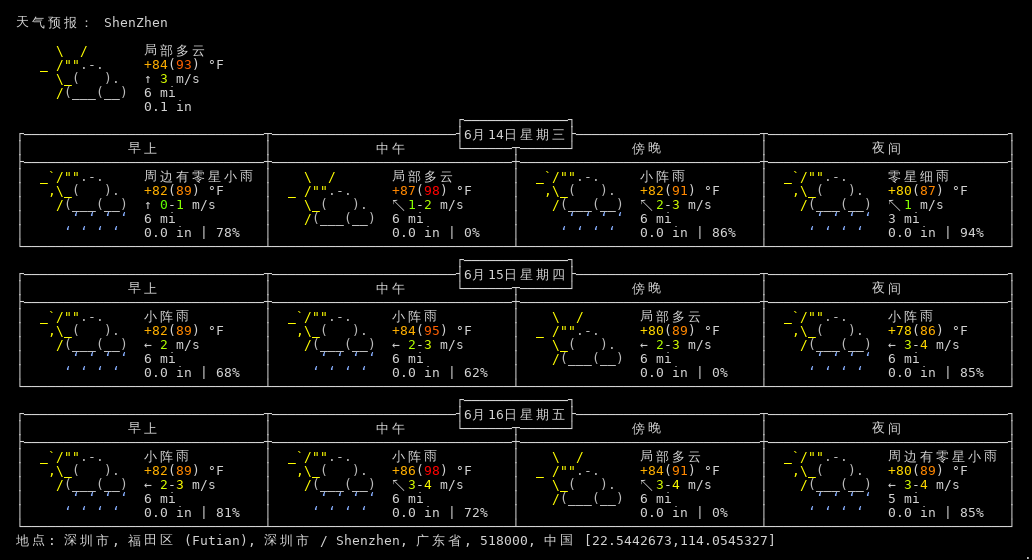 天气预报： ShenZhen
局部多云
+84(93) °F
↑ 3 m/s
6 mi
0.1 in
6月14日星期三
早上 中午 傍晚 夜间
周边有零星小雨 局部多云 小阵雨 零星细雨
+82(89) °F +87(98) °F +82(91) °F +80(87) °F
↑ 0-1 m/s ↖ 1-2 m/s ↖ 2-3 m/s ↖ 1 m/s
6 mi 6 mi 6 mi 3 mi
0.0 in | 78% 0.0 in | 0% 0.0 in | 86% 0.0 in | 94%
6月15日星期四
早上 中午 傍晚 夜间
小阵雨 小阵雨 局部多云 小阵雨
+82(89) °F +84(95) °F +80(89) °F +78(86) °F
← 2 m/s ← 2-3 m/s ← 2-3 m/s ← 3-4 m/s
6 mi 6 mi 6 mi 6 mi
0.0 in | 68% 0.0 in | 62% 0.0 in | 0% 0.0 in | 85%
6月16日星期五
早上 中午 傍晚 夜间
小阵雨 小阵雨 局部多云 周边有零星小雨
+82(89) °F +86(98) °F +84(91) °F +80(89) °F
← 2-3 m/s ↖ 3-4 m/s ↖ 3-4 m/s ← 3-4 m/s
6 mi 6 mi 6 mi 5 mi
0.0 in | 81% 0.0 in | 72% 0.0 in | 0% 0.0 in | 85%
地点: 深圳市, 福田区 (Futian), 深圳市 / Shenzhen, 广东省, 518000, 中国 [22.5442673,114.0545327]